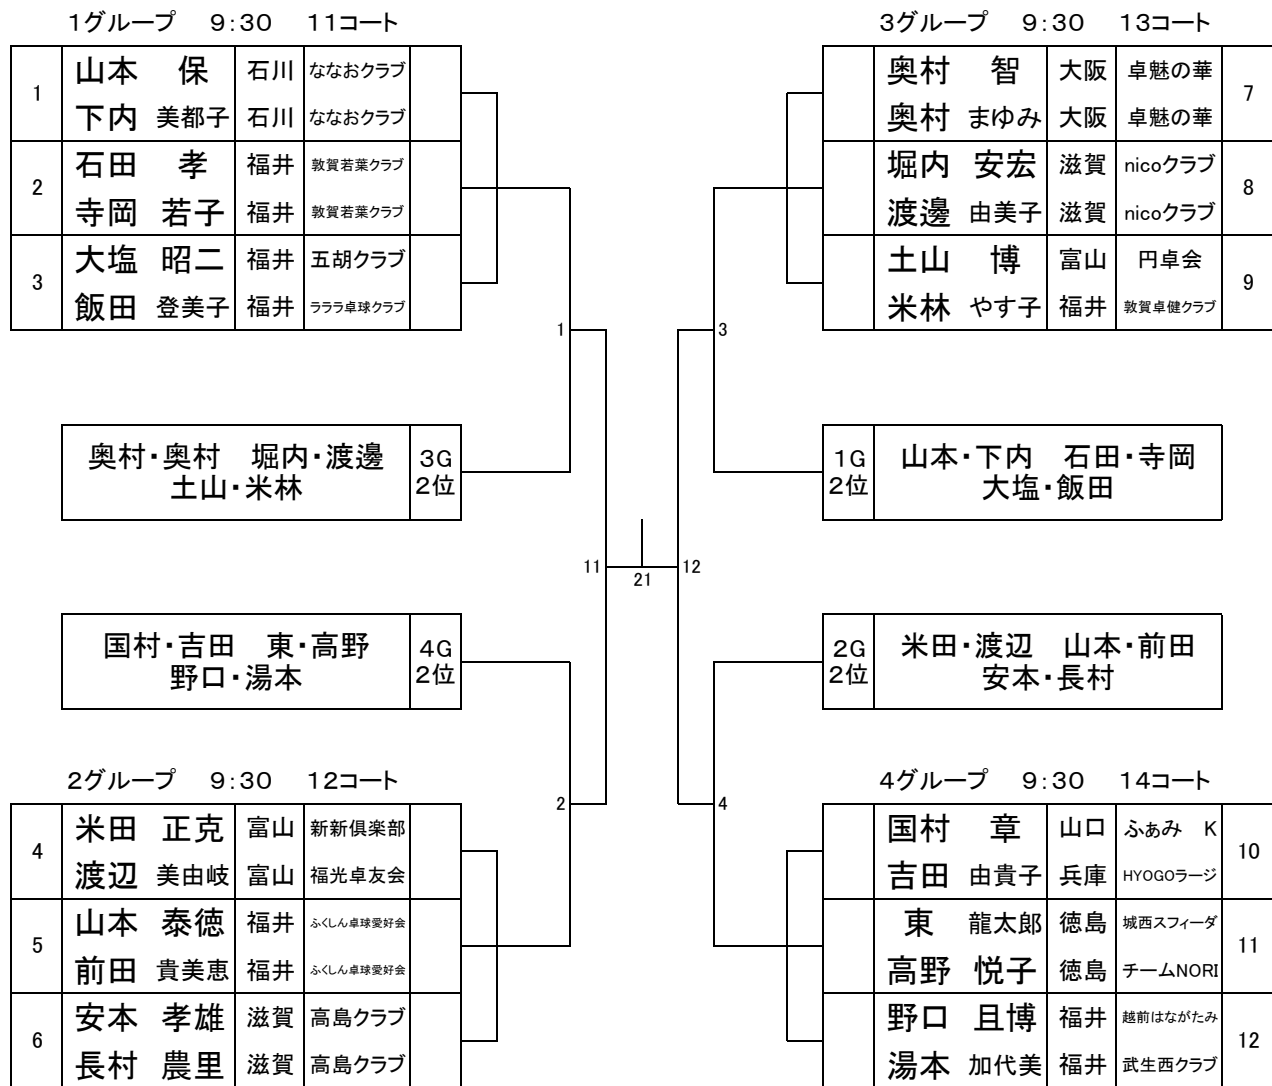 1グループ　9:30　11コート
1
山本　保　石川　ななおクラブ
下内　美都子　石川　ななおクラブ
2
石田　孝　福井　敦賀若葉クラブ
寺岡　若子　福井　敦賀若葉クラブ
3
大塩　昭二　福井　五胡クラブ
飯田　登美子　福井　ラララ卓球クラブ
1
奥村・奥村　堀内・渡邊
土山・米林
3G
2位
11
国村・吉田　東・高野
野口・湯本
4G
2位
2グループ　9:30　12コート
2
4
米田　正克　富山　新新倶楽部
渡辺　美由岐　富山　福光卓友会
5
山本　泰徳　福井　ふくしん卓球愛好会
前田　貴美恵　福井　ふくしん卓球愛好会
6
安本　孝雄　滋賀　高島クラブ
長村　農里　滋賀　高島クラブ
21
3グループ　9:30　13コート
奥村　智　大阪　卓魅の華
奥村　まゆみ　大阪　卓魅の華
7
堀内　安宏　滋賀　nicoクラブ
渡邊　由美子　滋賀　nicoクラブ
8
土山　博　富山　円卓会
米林　やす子　福井　敦賀卓健クラブ
9
3
1G
2位
山本・下内　石田・寺岡
大塩・飯田
12
2G
2位
米田・渡辺　山本・前田
安本・長村
4グループ　9:30　14コート
4
国村　章　山口　ふぁみ　K
吉田　由貴子　兵庫　HYOGOラージ
10
東　龍太郎　徳島　城西スフィーダ
高野　悦子　徳島　チームNORI
11
野口　且博　福井　越前はながたみ
湯本　加代美　福井　武生西クラブ
12